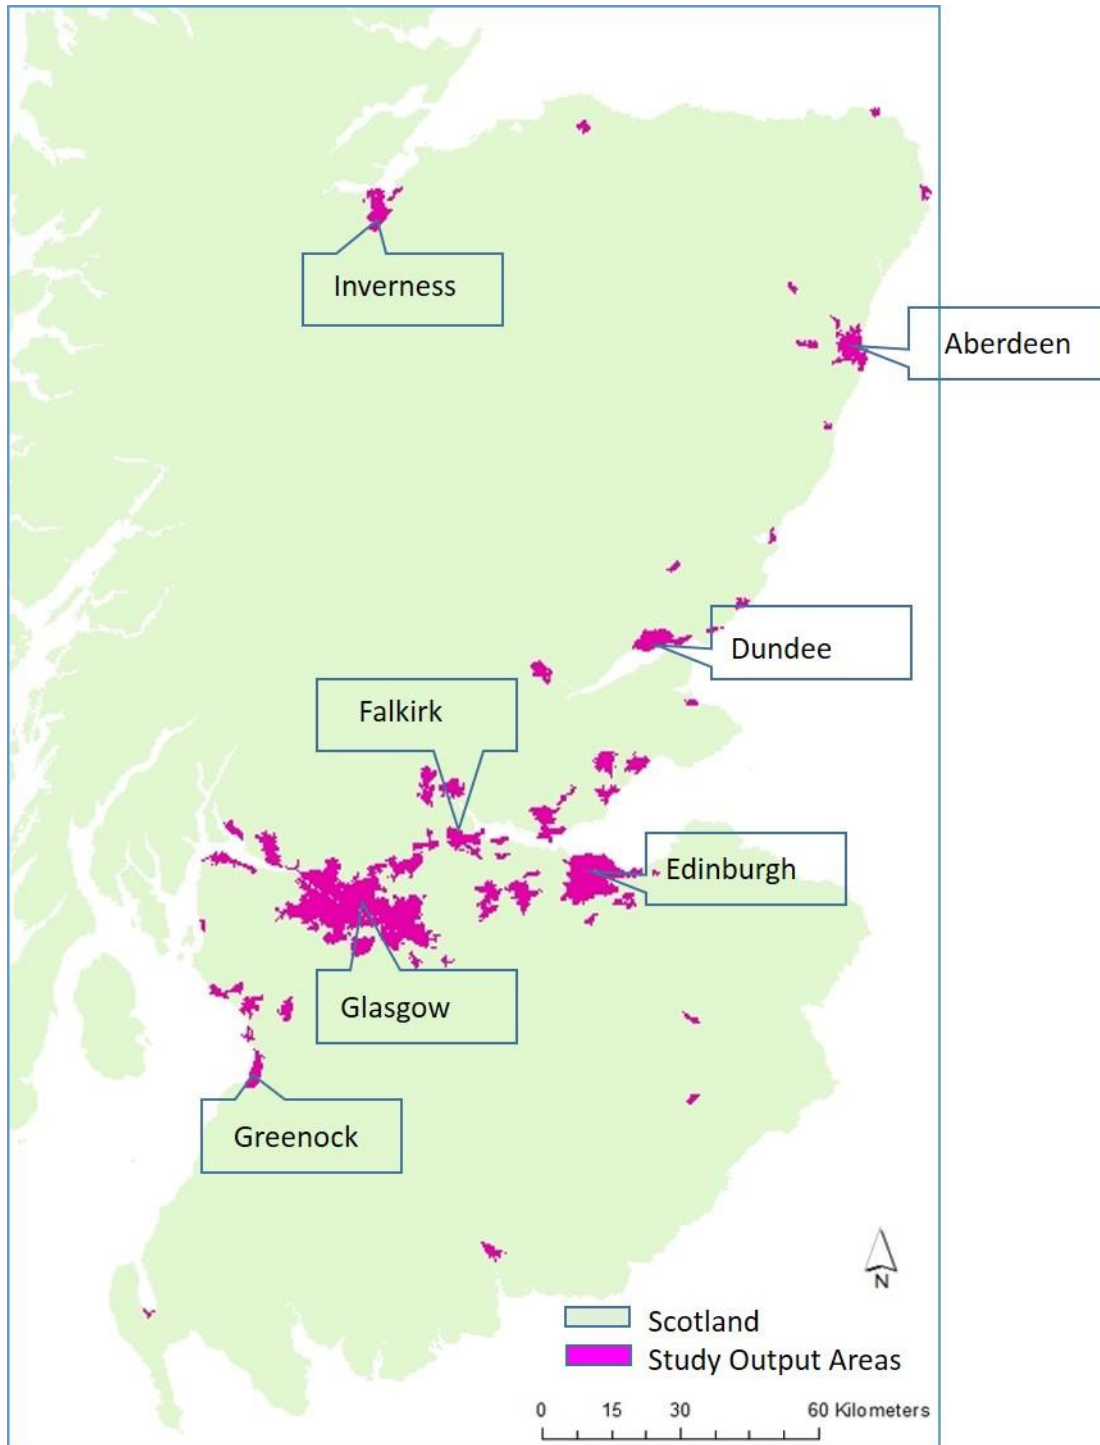 Inverness
Aberdeen
Dundee
Falkirk
Edinburgh
Glasgow
Greenock
N
Scotland
Study Output Areas
0 15 30 60 Kilometers